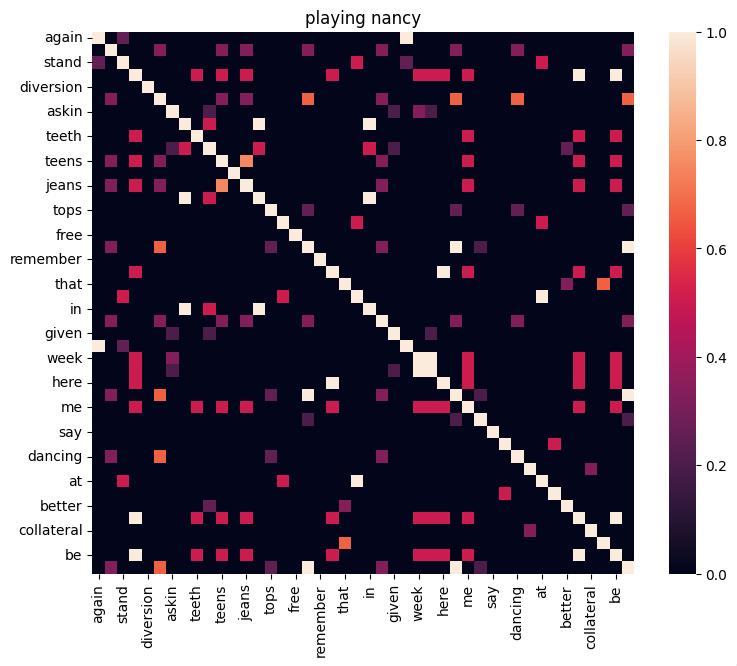 playing nancy
again
stand
diversion
askin
teeth
teens
jeans
tops
free
remember
that
in
given
week
here
me
say
dancing
at
better
collateral
be
again
stand
diversion
askin
teeth
teens
jeans
tops
free
remember
that
in
given
week
here
me
say
dancing
at
better
collateral
be
1.0
0.8
0.6
0.4
0.2
0.0